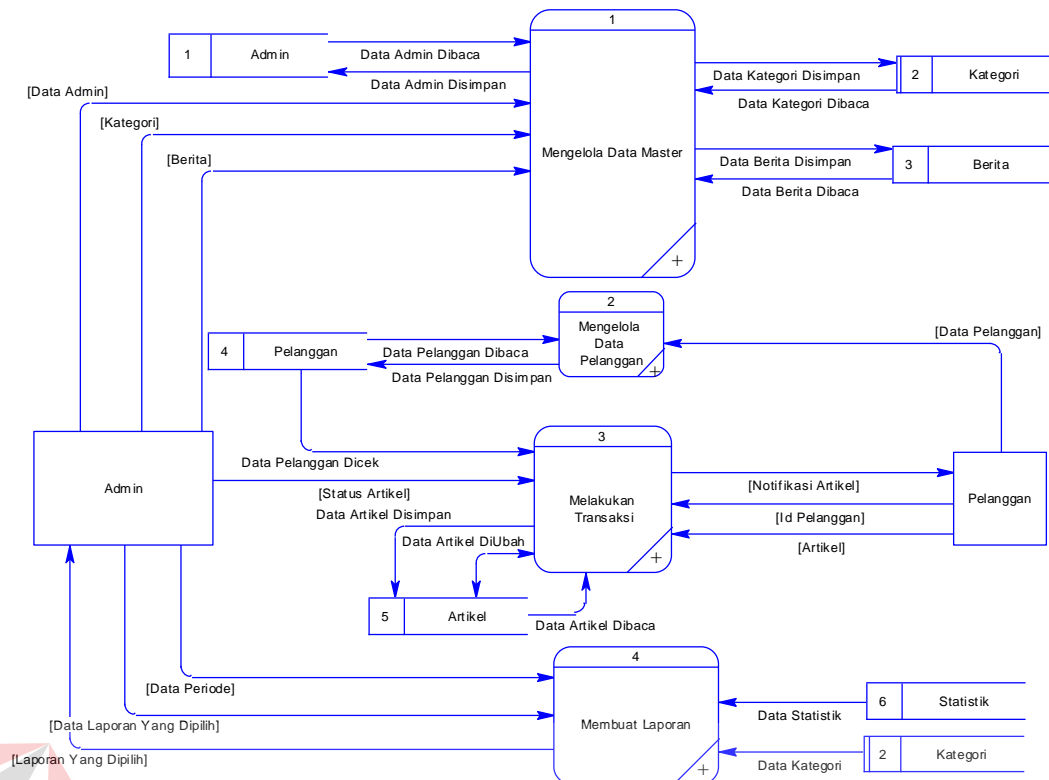 1
1
Admin
Data Admin Dibaca
Data Admin Disimpan
[Data Admin]
[Kategori]
[Berita]
Mengelola Data Master
+
Data Kategori Disimpan
Data Kategori Dibaca
2
Kategori
Data Berita Disimpan
Data Berita Dibaca
3
Berita
2
Mengelola
Data
Pelanggan
+
[Data Pelanggan]
4
Pelanggan
Data Pelanggan Dibaca
Data Pelanggan Disimpan
Data Pelanggan Dicek
3
Melakukan
Transaksi
+
Admin
[Status Artikel]
Data Artikel Disimpan
Data Artikel DiUbah
[Notifikasi Artikel]
[Id Pelanggan]
[Artikel]
Pelanggan
5
Artikel
Data Artikel Dibaca
4
Membuat Laporan
+
[Data Periode]
[Data Laporan Yang Dipilih]
[Laporan Yang Dipilih]
Data Statistik
6
Statistik
Data Kategori
2
Kategori